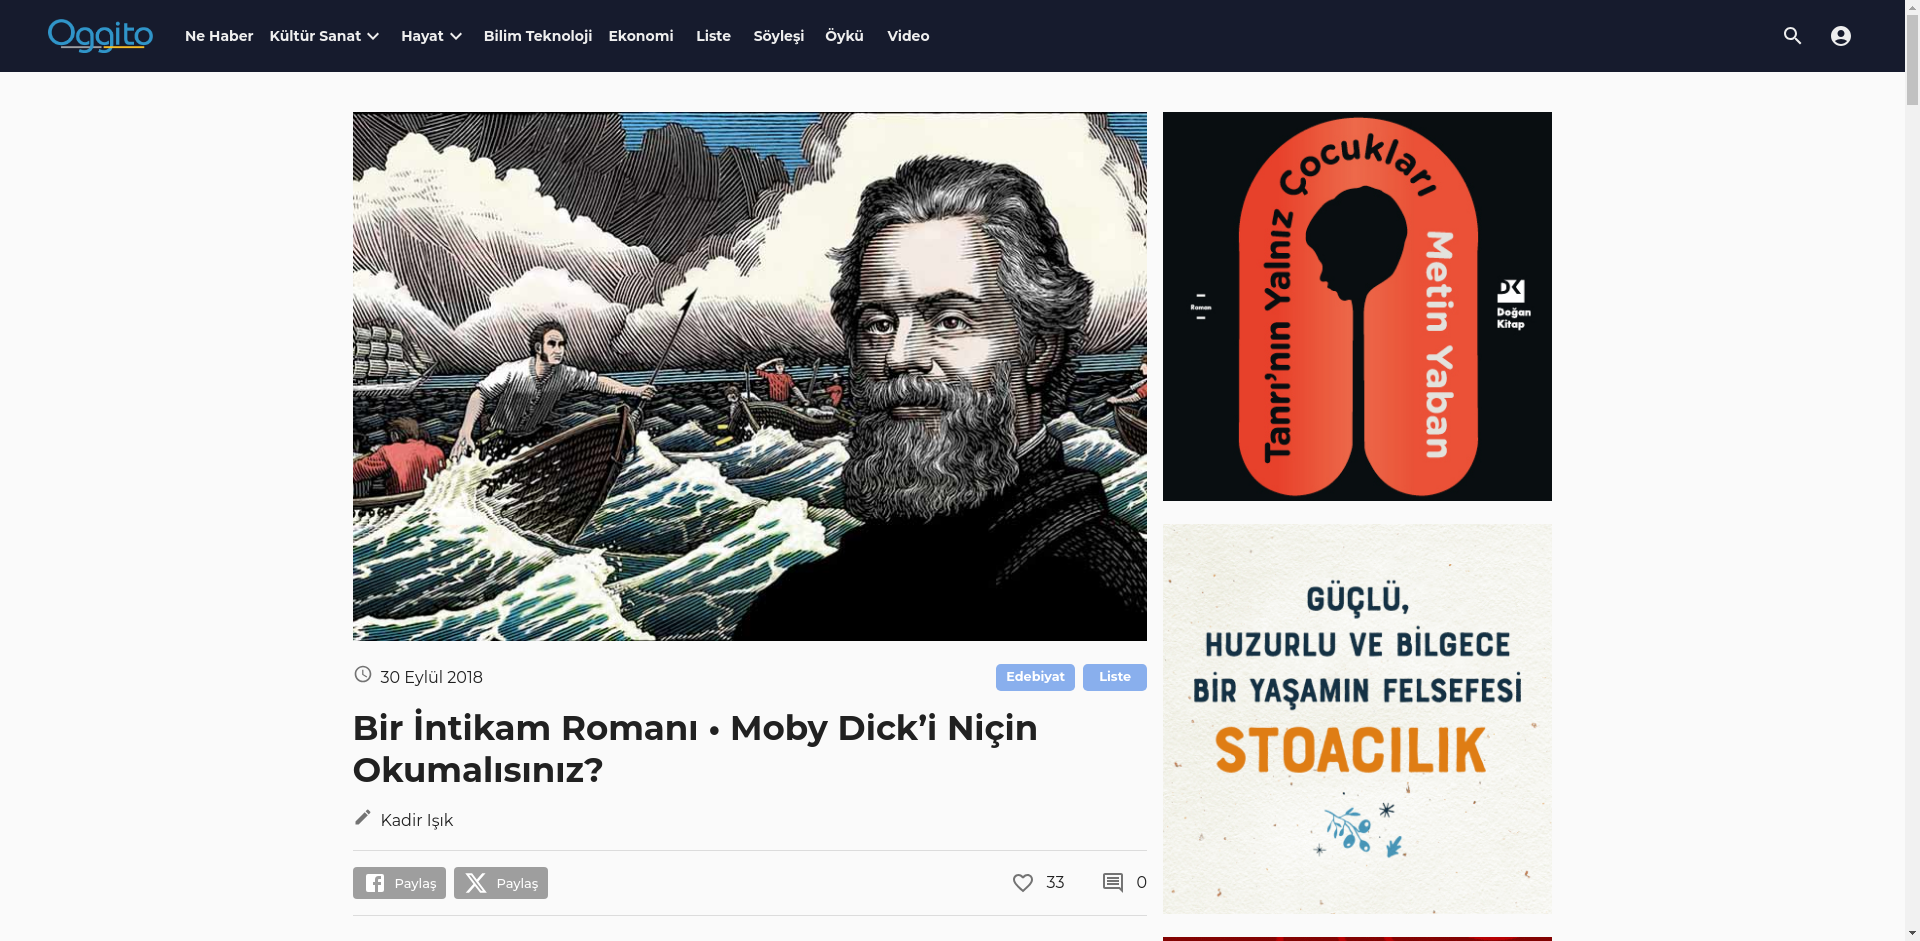 Oggito
Ne Haber
Kültür Sanat
Hayat
Bilim Teknoloji
Ekonomi
Liste
Söyleşi
Öykü
Video
30 Eylül 2018
Edebiyat
Liste
Bir İntikam Romanı • Moby Dick’i Niçin
Okumalısınız?
Kadir Işık
Paylaş
Paylaş
33
0
Tanrı'nın Yalnız Çocukları
Metin Yaban
Roman
DK
Doğan
Kitap
GÜÇLÜ,
HUZURLU VE BİLGECE
BİR YAŞAMIN FELSEFESİ
STOACILIK